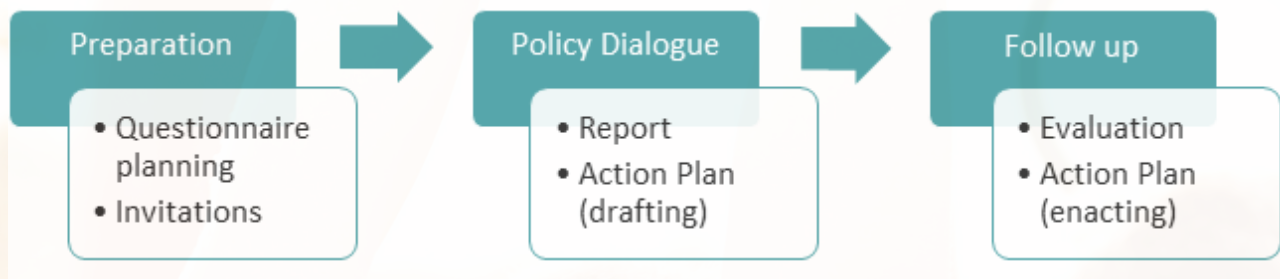 Preparation
• Questionnaire
planning
• Invitations
Policy Dialogue
• Report
• Action Plan
(drafting)
Follow up
• Evaluation
• Action Plan
(enacting)